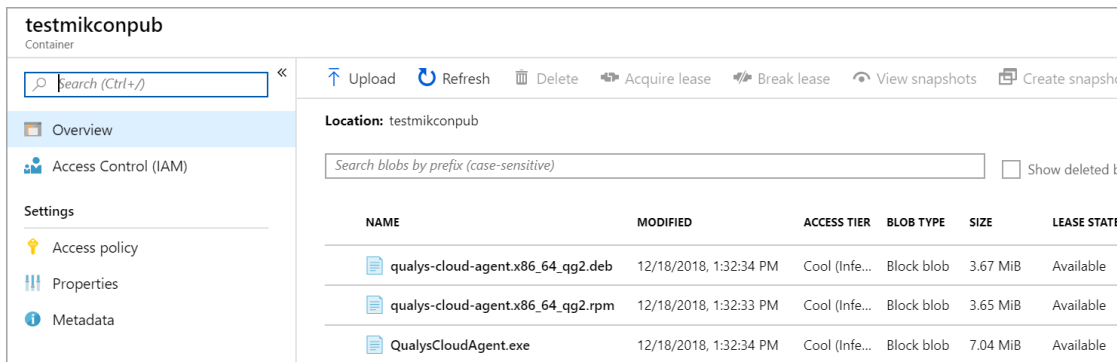 testmikconpub
Container
Search (Ctrl+/)
«
Upload Refresh Delete Acquire lease Break lease View snapshots Create snapsho
Overview
Access Control (IAM)
Settings
Access policy
Properties
Metadata
Location: testmikconpub
Search blobs by prefix (case-sensitive) Show deleted b
NAME MODIFIED ACCESS TIER BLOB TYPE SIZE LEASE STATE
qualys-cloud-agent.x86_64_qg2.deb 12/18/2018, 1:32:34 PM Cool (Infe... Block blob 3.67 MiB Available
qualys-cloud-agent.x86_64_qg2.rpm 12/18/2018, 1:32:33 PM Cool (Infe... Block blob 3.65 MiB Available
QualysCloudAgent.exe 12/18/2018, 1:32:34 PM Cool (Infe... Block blob 7.04 MiB Available